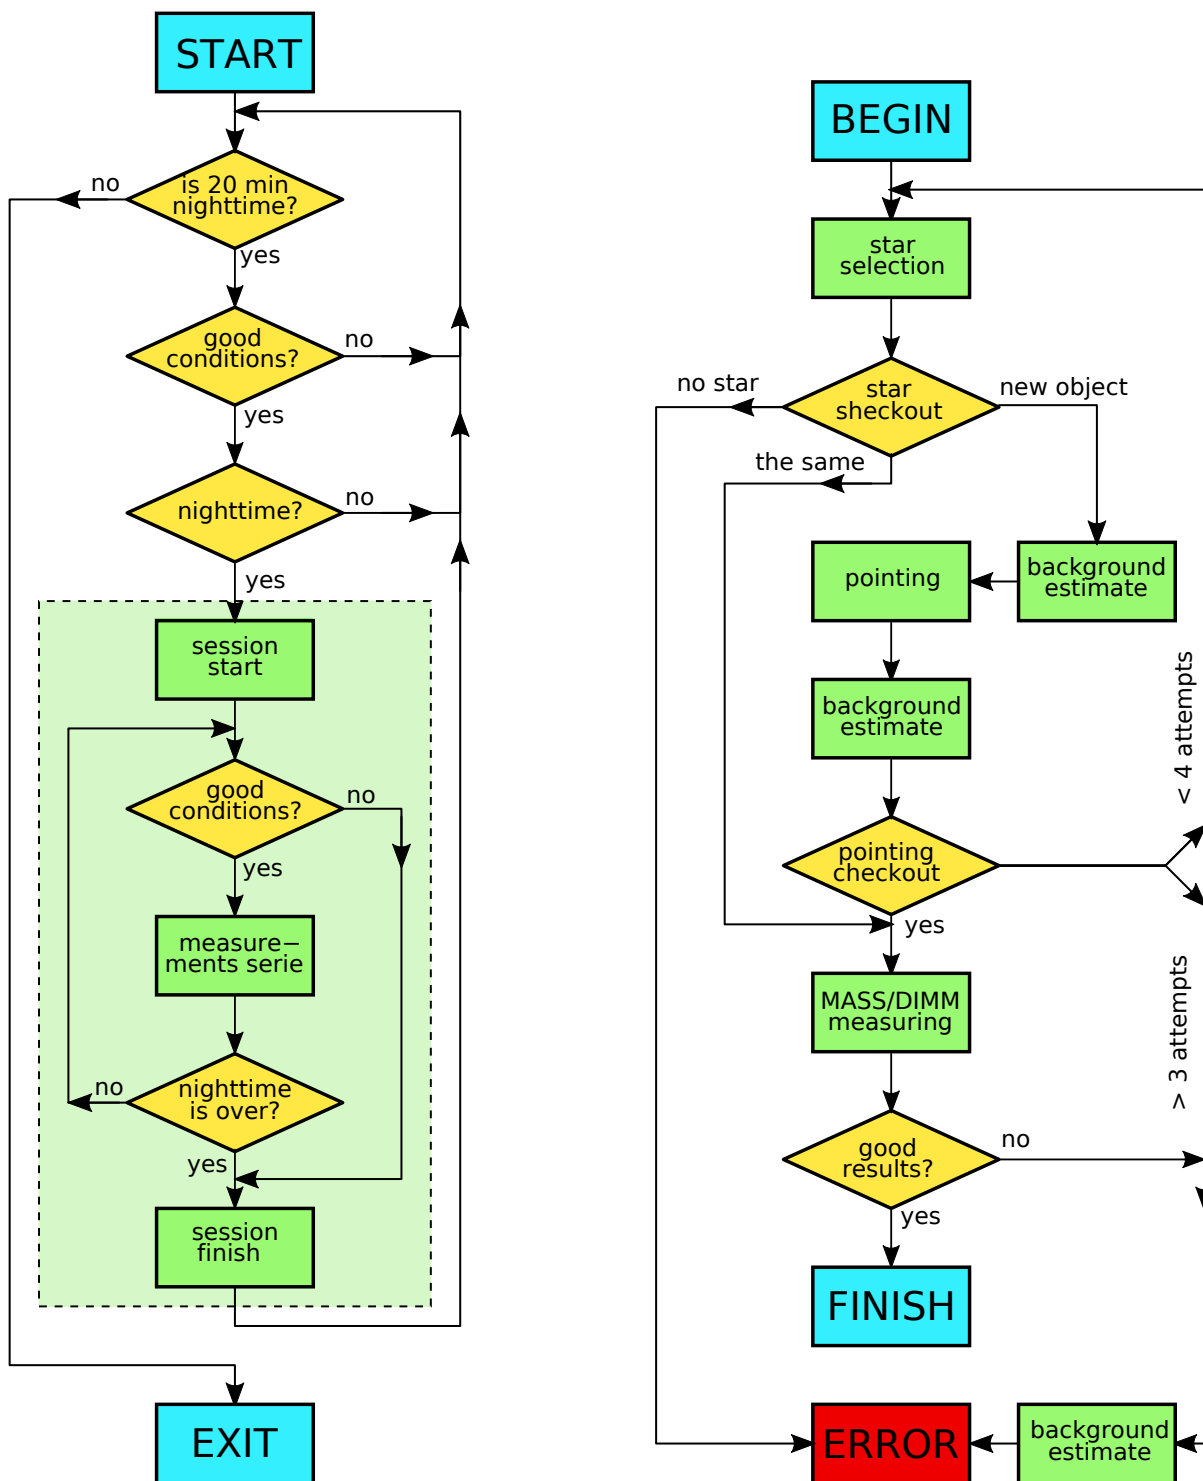 START
is 20 min
nighttime?
no
yes
good
conditions?
no
yes
nighttime?
no
yes
session
start
good
conditions?
no
yes
measure−
ments serie
nighttime
is over?
no
yes
session
finish
EXIT
BEGIN
star
selection
star
sheckout
no star
new object
the same
background
estimate
pointing
background
estimate
pointing
checkout
< 4 attempts
> 3 attempts
yes
MASS/DIMM
measuring
good
results?
no
yes
FINISH
ERROR
background
estimate